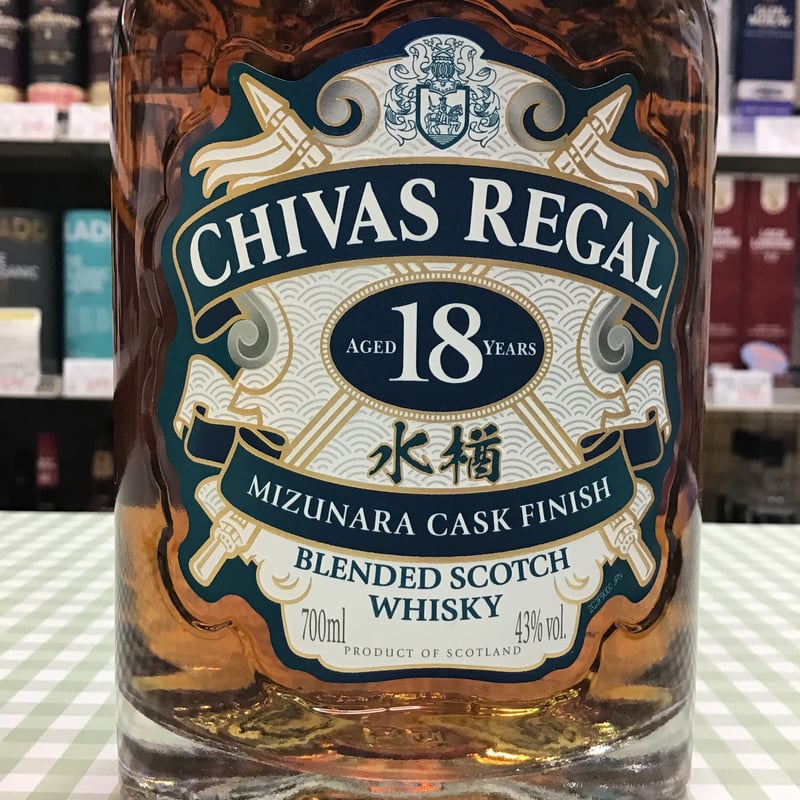 CHIVAS REGAL
AGED 18 YEARS
水楢
MIZUNARA CASK FINISH
BLENDED SCOTCH
WHISKY
700ml
43% vol.
PRODUCT OF SCOTLAND